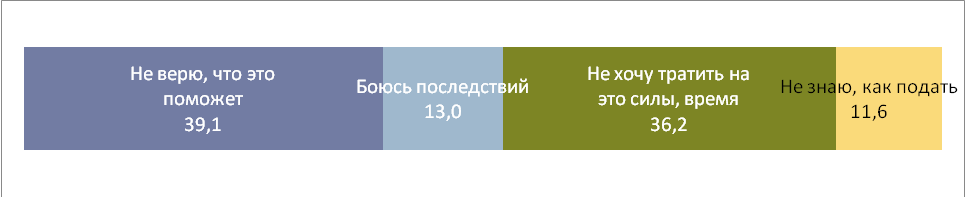 Не верю, что это
поможет
39,1
Боюсь последствий
13,0
Не хочу тратить на
это силы, время
36,2
Не знаю, как подать
11,6